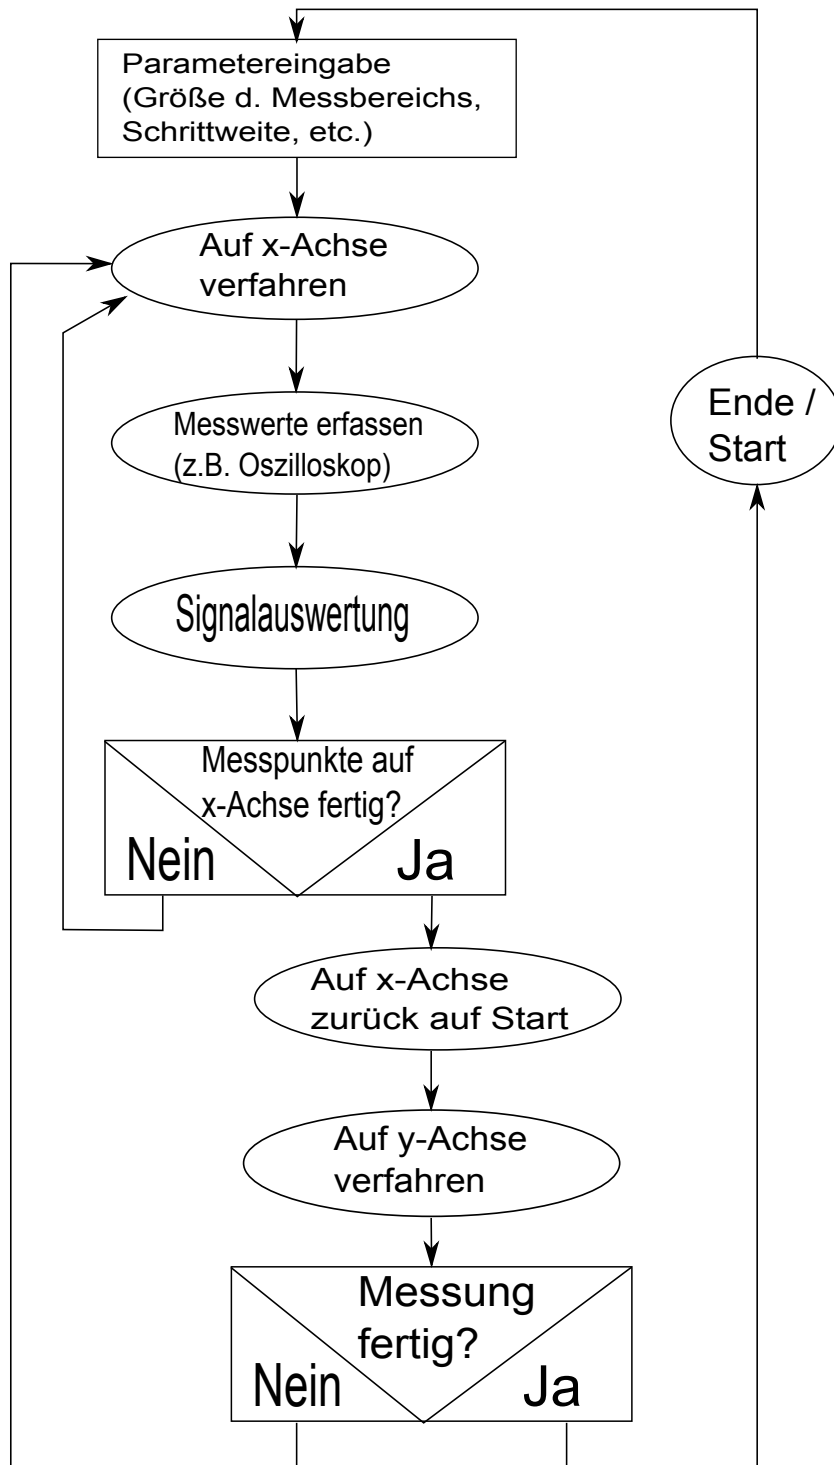 Parametereingabe
(Größe d. Messbereichs,
Schrittweite, etc.)
Auf x-Achse
verfahren
Messwerte erfassen
(z.B. Oszilloskop)
Signalauswertung
Messpunkte auf
x-Achse fertig?
Nein
Ja
Auf x-Achse
zurück auf Start
Auf y-Achse
verfahren
Messung
fertig?
Nein
Ja
Ende /
Start